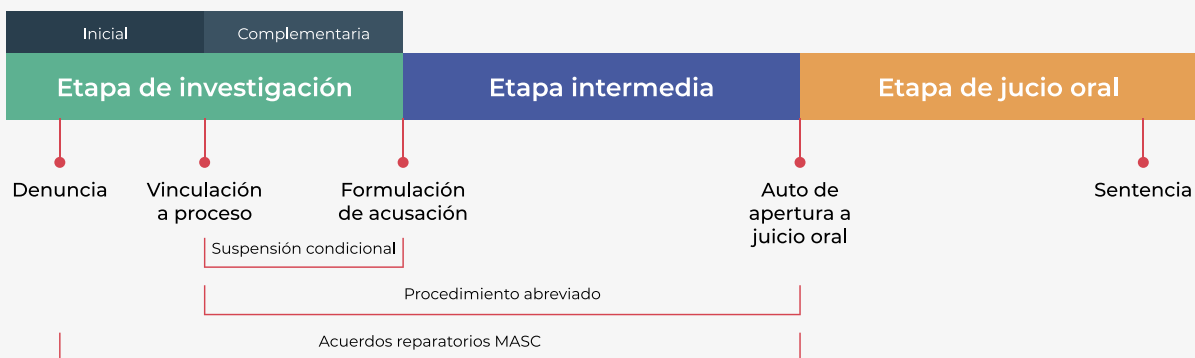 Inicial
Complementaria
Etapa de investigación
Etapa intermedia
Etapa de jucio oral
Denuncia
Vinculación
a proceso
Formulación
de acusación
Auto de
apertura a
juicio oral
Sentencia
Suspensión condicional
Procedimiento abreviado
Acuerdos reparatorios MASC